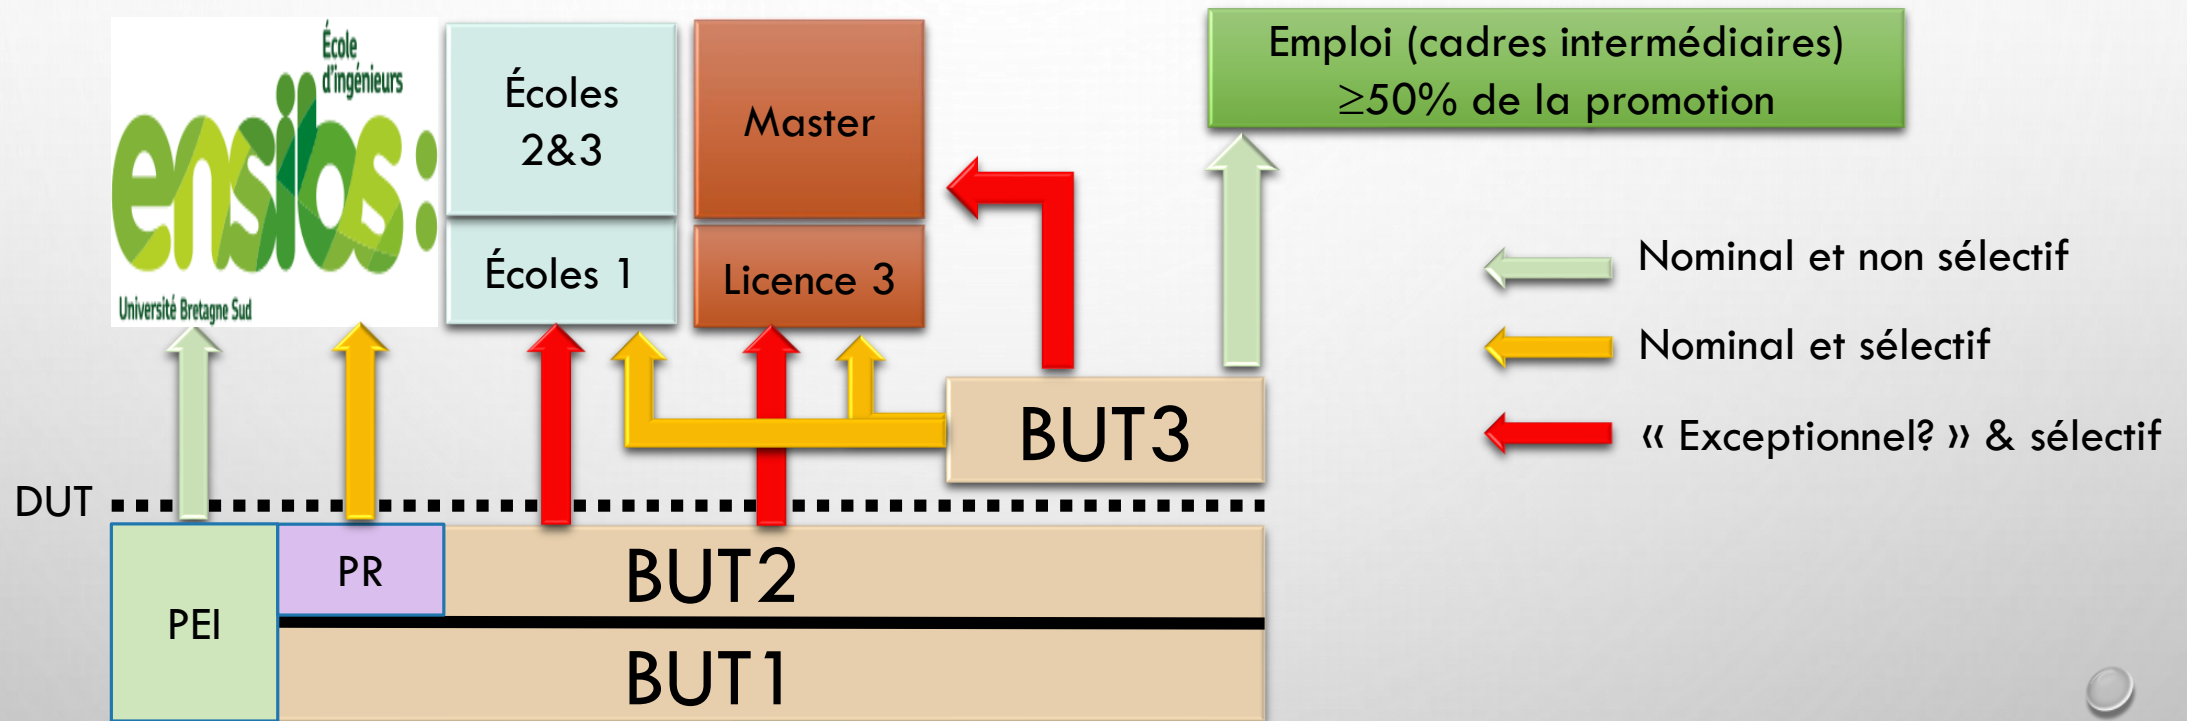 École
d'ingénieurs
ensibs:
Université Bretagne Sud
Écoles
2&3
Master
Emploi (cadres intermédiaires)
≥50% de la promotion
Écoles 1
Licence 3
Nominal et non sélectif
Nominal et sélectif
« Exceptionnel? » & sélectif
BUT3
DUT
PEI
PR
BUT2
BUT1